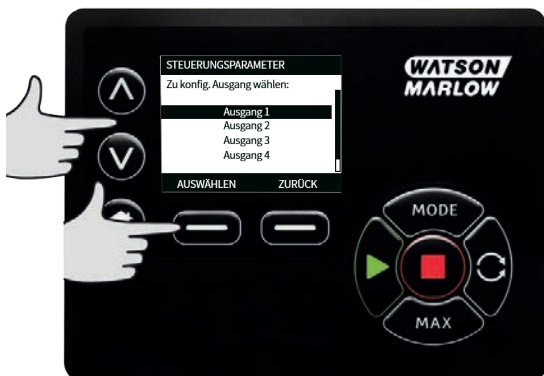 STEUERUNGSPARAMETER
Zu konfig. Ausgang wählen:
Ausgang 1
Ausgang 2
Ausgang 3
Ausgang 4
AUSWÄHLEN ZURÜCK
WATSON
MARLOW
MODE
MAX